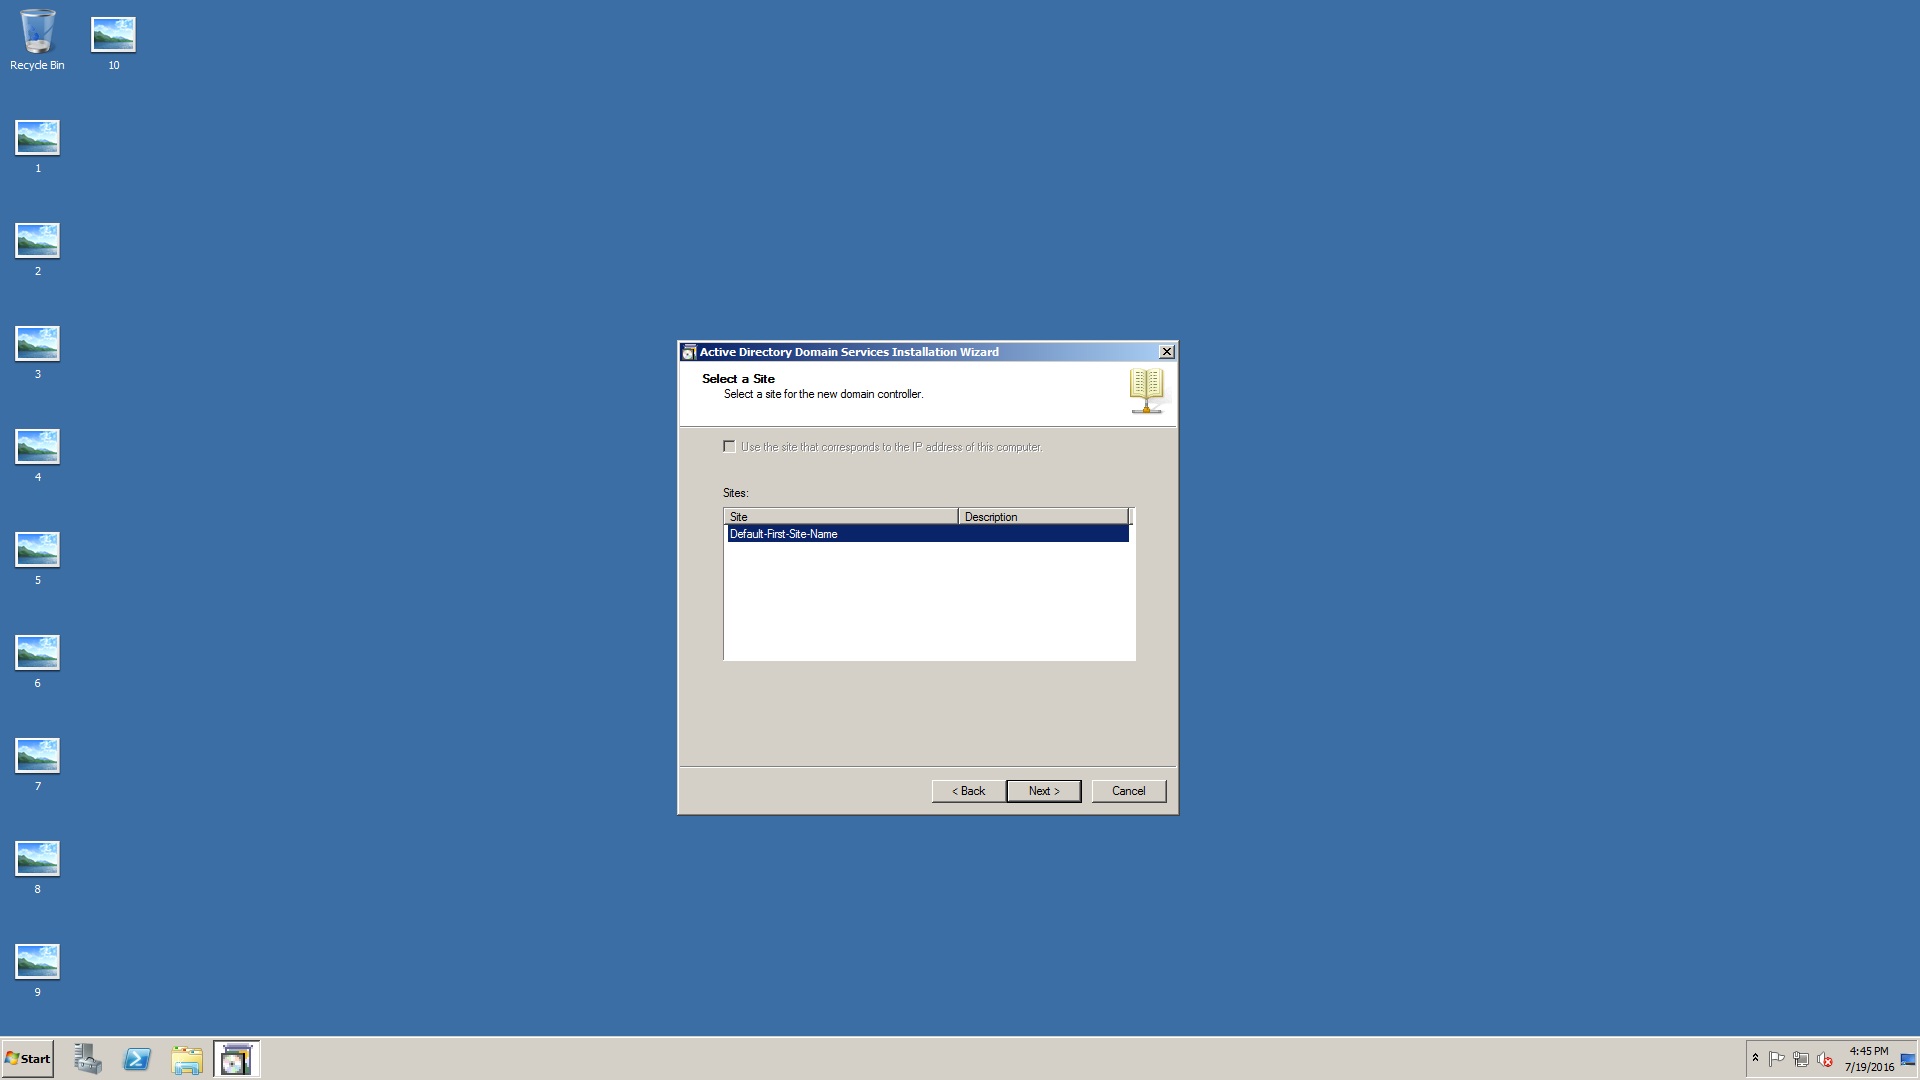 Recycle Bin
10
1
2
3
4
5
6
7
8
9
Active Directory Domain Services Installation Wizard
Select a Site
Select a site for the new domain controller.
Use the site that corresponds to the IP address of this computer.
Sites:
Site Description
Default-First-Site-Name
< Back Next > Cancel
Start
4:45 PM
7/19/2016